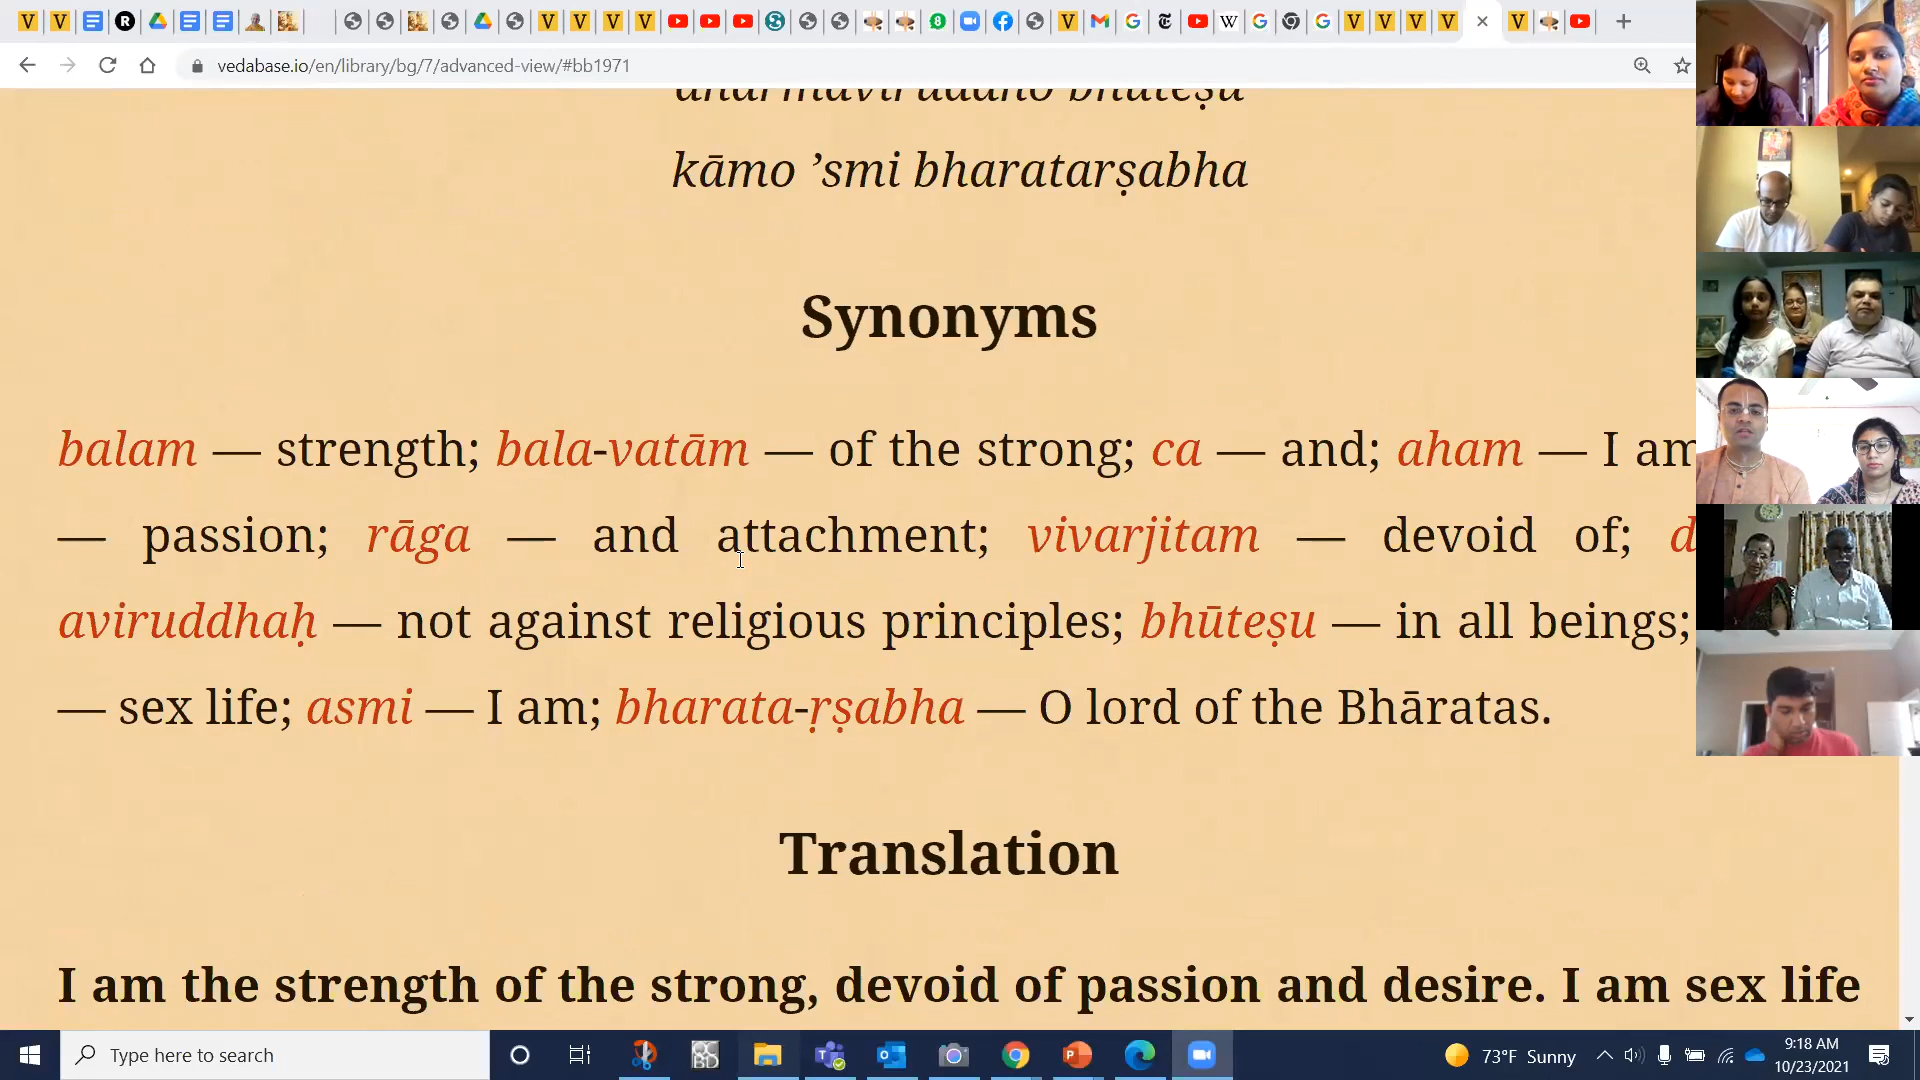 vedabase.io/en/library/bg/7/advanced-view/#bb1971
dharmāviruddho bhūteṣu
kāmo ’smi bharatarṣabha
Synonyms
balam — strength; bala-vatām — of the strong; ca — and; aham — I am
— passion; rāga — and attachment; vivarjitam — devoid of; d
aviruddhaḥ — not against religious principles; bhūteṣu — in all beings;
— sex life; asmi — I am; bharata-ṛṣabha — O lord of the Bhāratas.
Translation
I am the strength of the strong, devoid of passion and desire. I am sex life
Type here to search
73°F Sunny
9:18 AM
10/23/2021